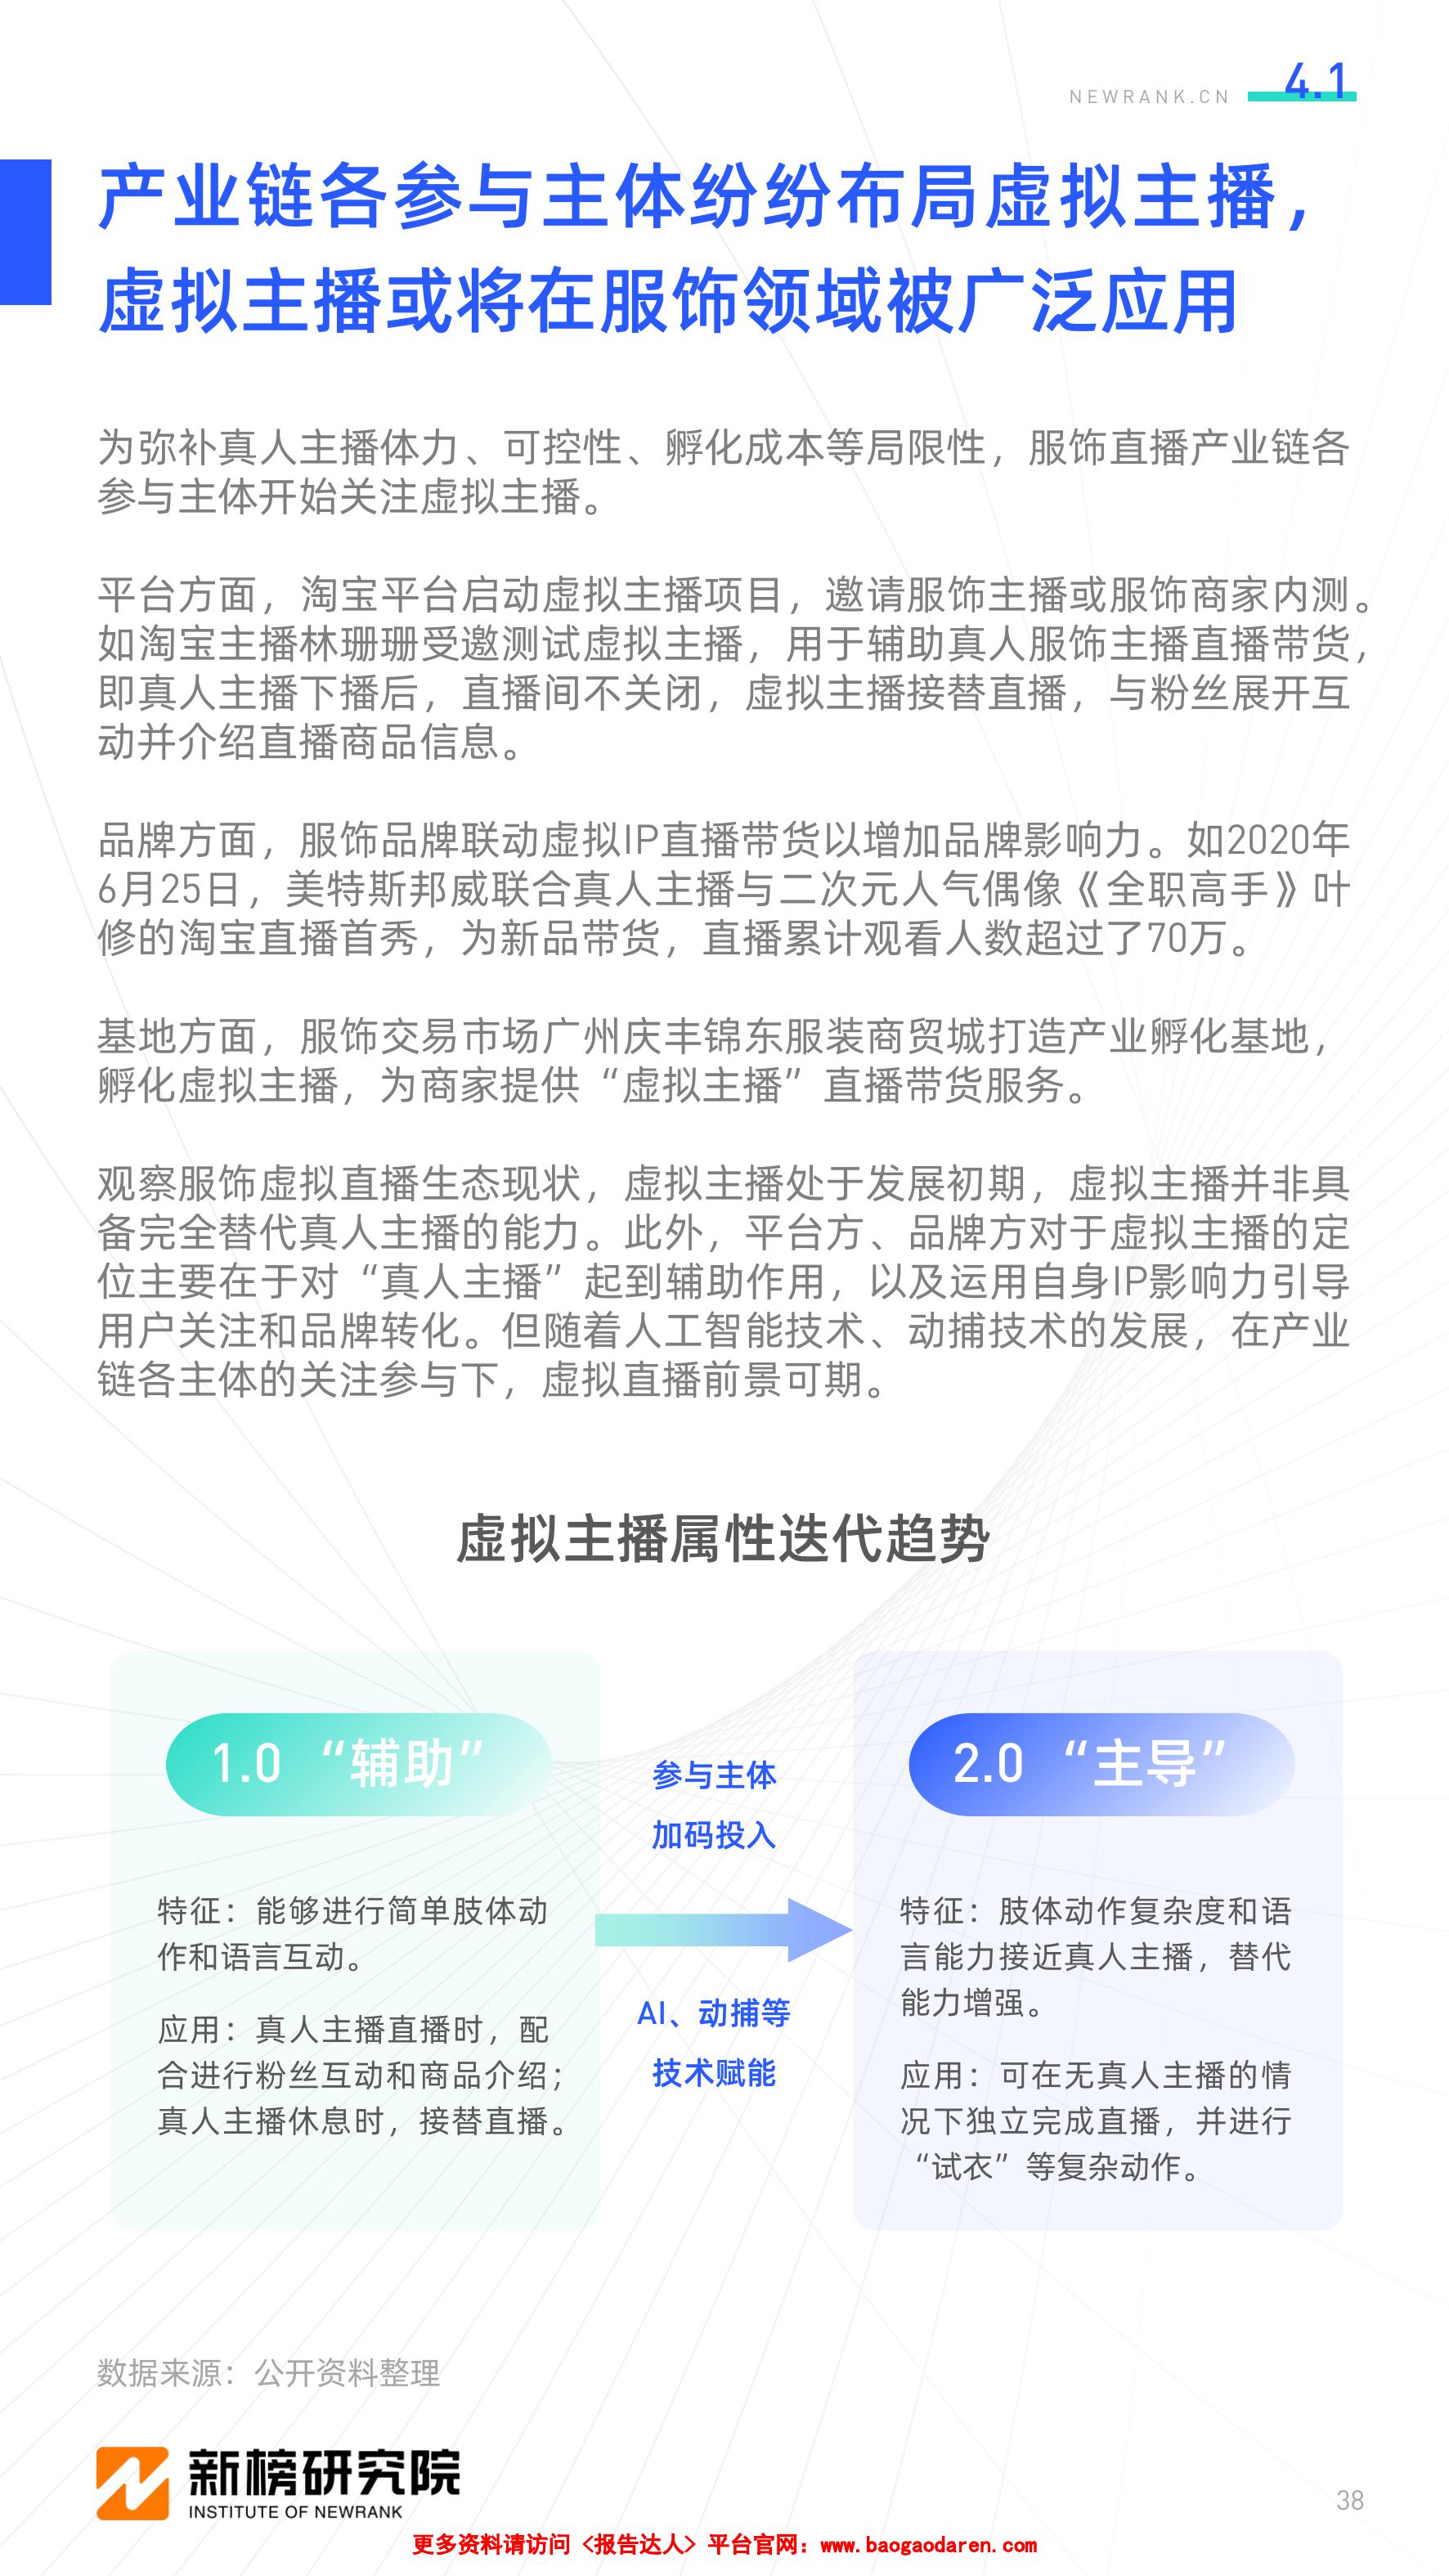 NEWRANK.CN 4.1
产业链各参与主体纷纷布局虚拟主播，
虚拟主播或将在服饰领域被广泛应用
为弥补真人主播体力、可控性、孵化成本等局限性，服饰直播产业链各
参与主体开始关注虚拟主播。
平台方面，淘宝平台启动虚拟主播项目，邀请服饰主播或服饰商家内测。
如淘宝主播林珊珊受邀测试虚拟主播，用于辅助真人服饰主播直播带货，
即真人主播下播后，直播间不关闭，虚拟主播接替直播，与粉丝展开互
动并介绍直播商品信息。
品牌方面，服饰品牌联动虚拟IP直播带货以增加品牌影响力。如2020年
6月25日，美特斯邦威联合真人主播与二次元人气偶像《全职高手》叶
修的淘宝直播首秀，为新品带货，直播累计观看人数超过了70万。
基地方面，服饰交易市场广州庆丰锦东服装商贸城打造产业孵化基地，
孵化虚拟主播，为商家提供“虚拟主播”直播带货服务。
观察服饰虚拟直播生态现状，虚拟主播处于发展初期，虚拟主播并非具
备完全替代真人主播的能力。此外，平台方、品牌方对于虚拟主播的定
位主要在于对“真人主播”起到辅助作用，以及运用自身IP影响力引导
用户关注和品牌转化。但随着人工智能技术、动捕技术的发展，在产业
链各主体的关注参与下，虚拟直播前景可期。
虚拟主播属性迭代趋势
1.0 “辅助”
特征：能够进行简单肢体动
作和语言互动。
应用：真人主播直播时，配
合进行粉丝互动和商品介绍；
真人主播休息时，接替直播。
参与主体
加码投入
AI、动捕等
技术赋能
2.0 “主导”
特征：肢体动作复杂度和语
言能力接近真人主播，替代
能力增强。
应用：可在无真人主播的情
况下独立完成直播，并进行
“试衣”等复杂动作。
数据来源：公开资料整理
新榜研究院
INSTITUTE OF NEWRANK
38
更多资料请访问《报告达人》平台官网：www.baogaodaren.com